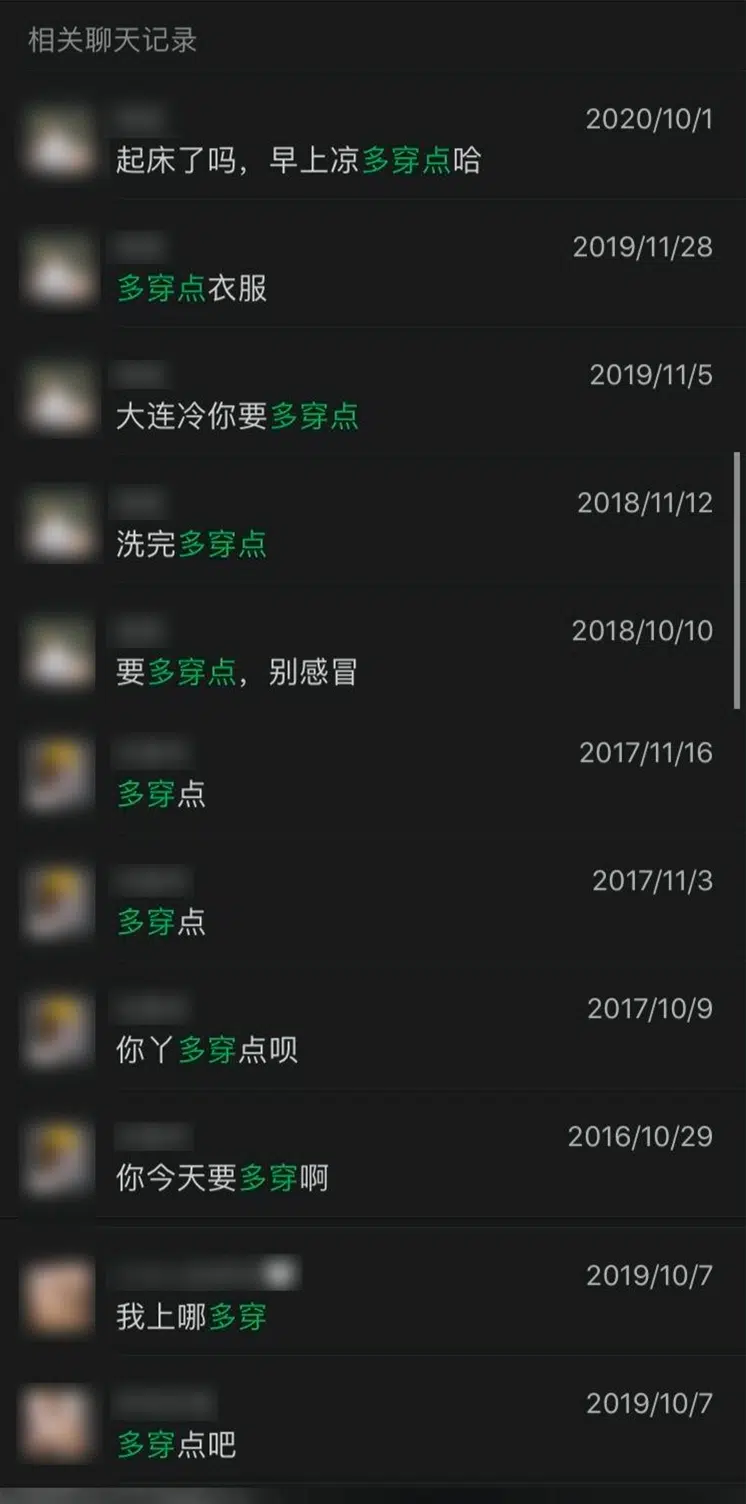 相关聊天记录
2020/10/1
起床了吗，早上凉多穿点哈
2019/11/28
多穿点衣服
2019/11/5
大连冷你要多穿点
2018/11/12
洗完多穿点
2018/10/10
要多穿点，别感冒
2017/11/16
多穿点
2017/11/3
多穿点
2017/10/9
你丫多穿点呗
2016/10/29
你今天要多穿啊
2019/10/7
我上哪多穿
2019/10/7
多穿点吧